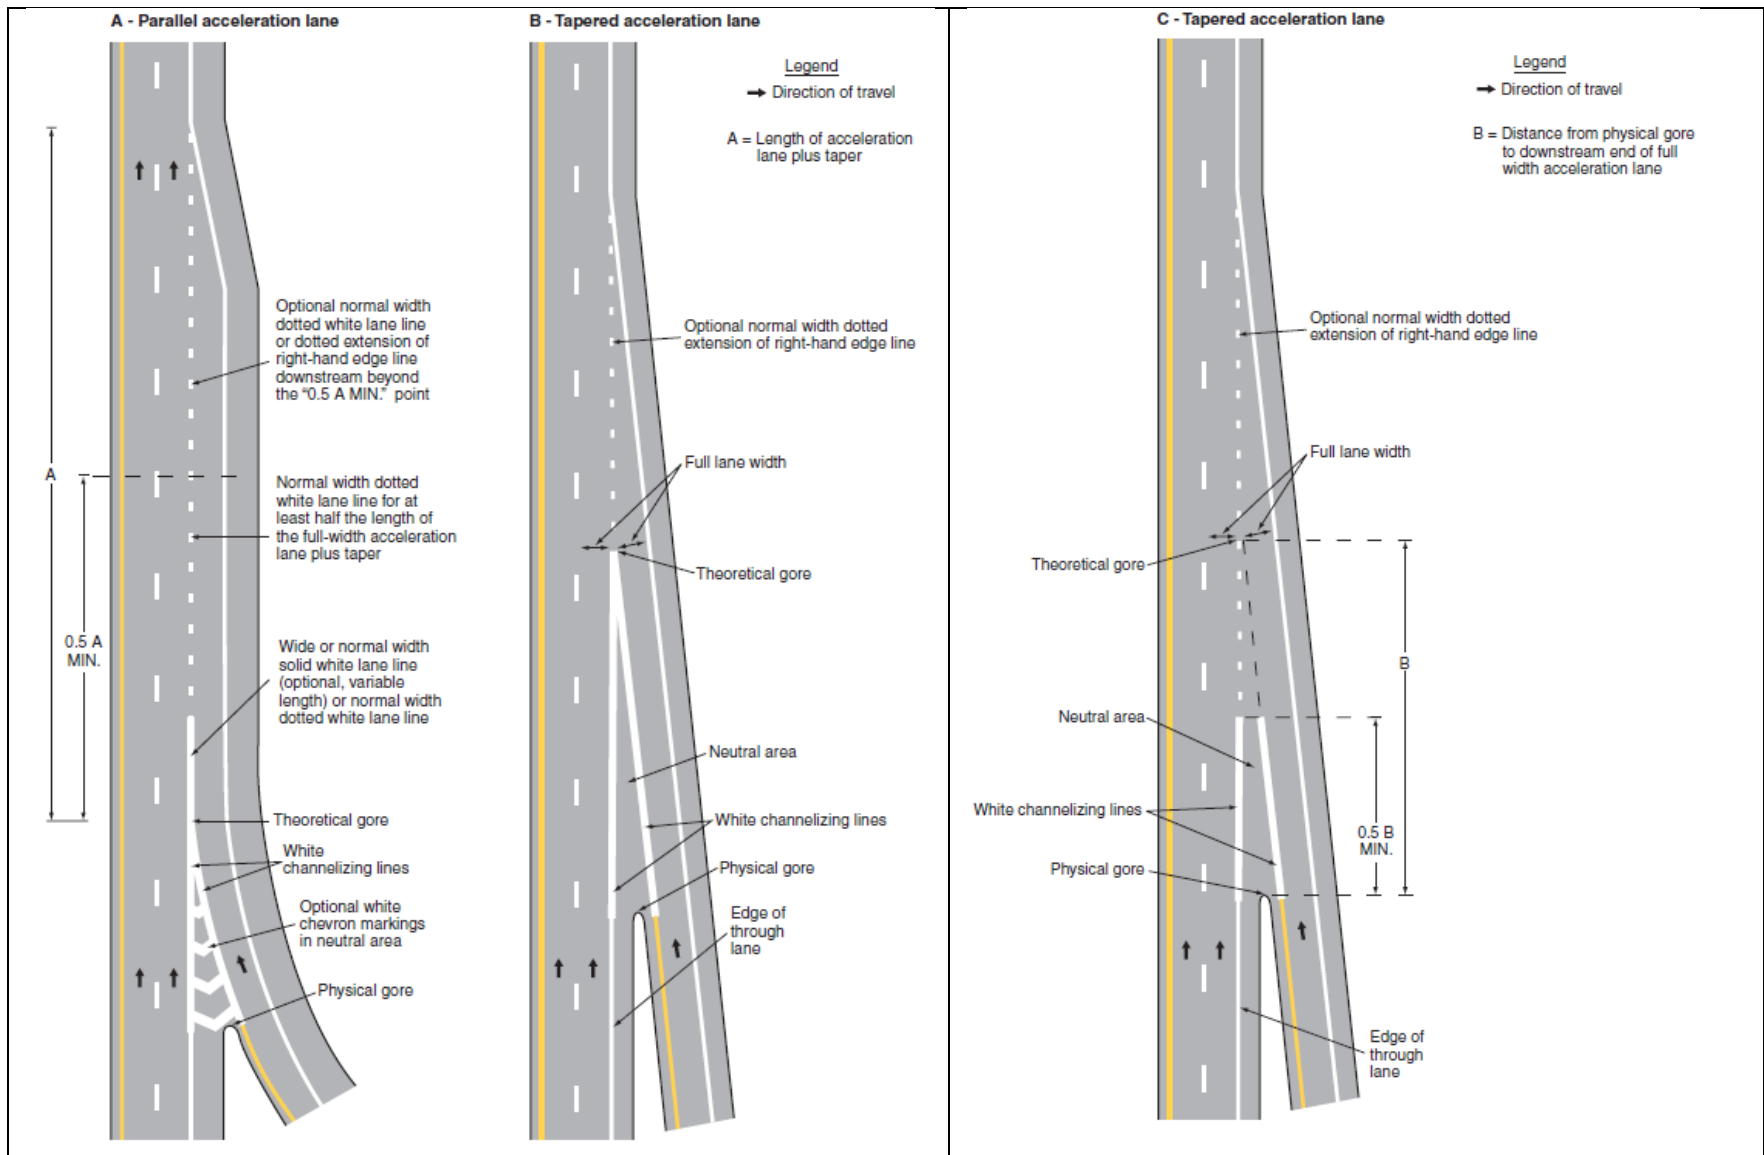 A - Parallel acceleration lane
A
0.5 A
MIN.
Optional normal width
dotted white lane line
or dotted extension of
right-hand edge line
downstream beyond
the “0.5 A MIN.” point
Normal width dotted
white lane line for at
least half the length of
the full-width acceleration
lane plus taper
Wide or normal width
solid white lane line
(optional, variable
length) or normal width
dotted white lane line
Theoretical gore
White
channelizing lines
Optional white
chevron markings
in neutral area
Physical gore
B - Tapered acceleration lane
Legend
Direction of travel
A = Length of acceleration
lane plus taper
Optional normal width dotted
extension of right-hand edge line
Full lane width
Theoretical gore
Neutral area
White channelizing lines
Physical gore
Edge of
through
lane
C - Tapered acceleration lane
Legend
Direction of travel
B = Distance from physical gore
to downstream end of full
width acceleration lane
Optional normal width dotted
extension of right-hand edge line
Full lane width
Theoretical gore
B
Neutral area
White channelizing lines
0.5 B
MIN.
Physical gore
Edge of
through
lane